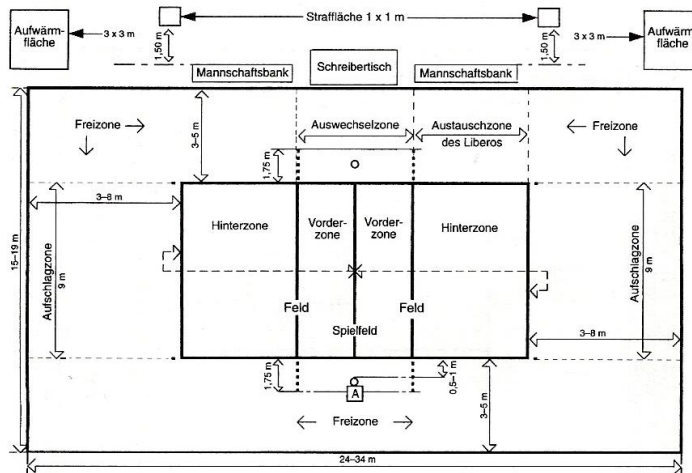 Straffläche 1 x 1 m
Aufwärm-
fläche
3 x 3 m
1,50 m
1,50 m
3 x 3 m
Aufwärm-
fläche
Mannschaftsbank
Schreibertisch
Mannschaftsbank
Freizone
3–5 m
Auswechselzone
Austauschzone
des Liberos
Freizone
1,75 m
3–8 m
Hinterzone
Vorder-
zone
Vorder-
zone
Hinterzone
15–19 m
Aufschlagzone
9 m
Aufschlagzone
9 m
Feld
Feld
Spielfeld
3–8 m
1,75 m
A
0,5–1 m
3–5 m
Freizone
24–34 m